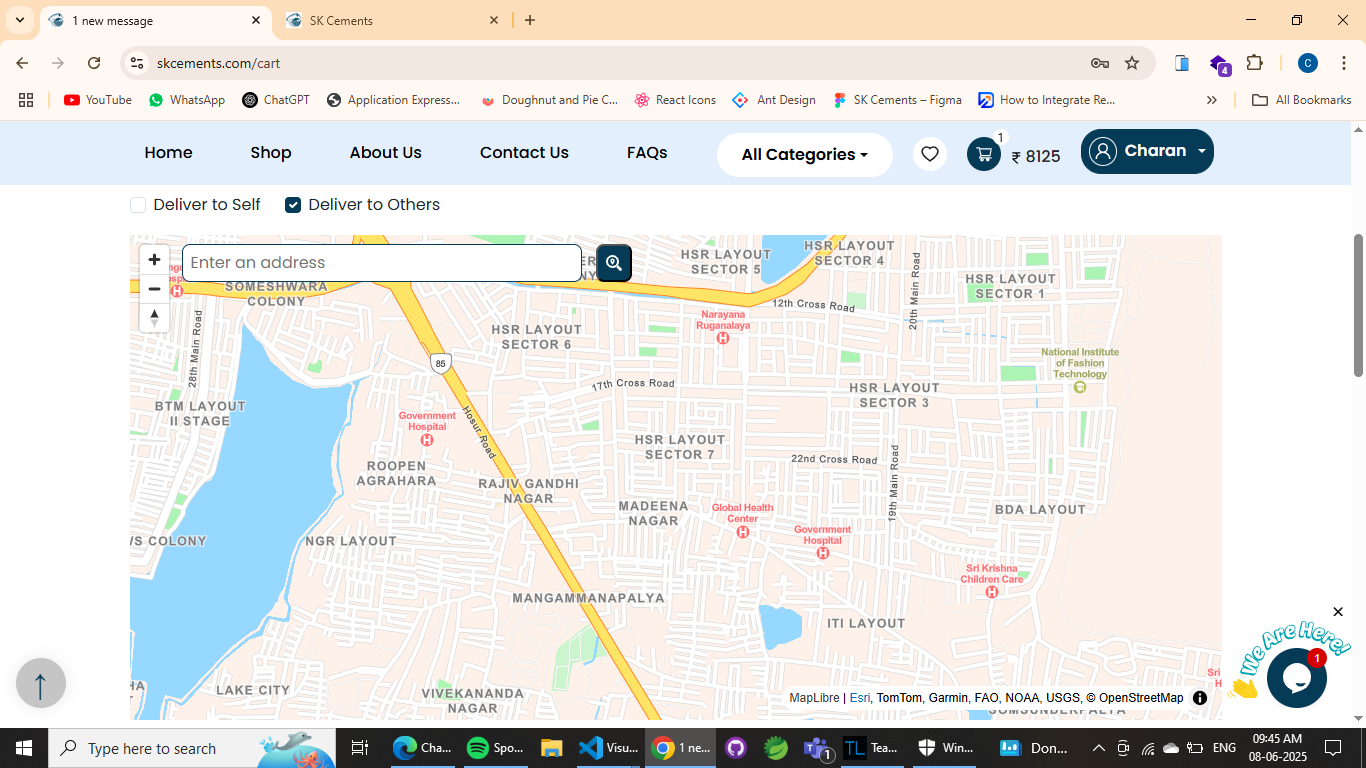 1 new message
SK Cements
skcements.com/cart
4
C
YouTube
WhatsApp
ChatGPT
Application Express...
Doughnut and Pie C...
React Icons
Ant Design
SK Cements – Figma
How to Integrate Re...
All Bookmarks
Home
Shop
About Us
Contact Us
FAQs
All Categories
1
₹ 8125
Charan
Deliver to Self
Deliver to Others
Enter an address
HSR LAYOUT
SECTOR 5
HSR LAYOUT
SECTOR 4
HSR LAYOUT
SECTOR 1
SOMESHWARA
COLONY
12th Cross Road
20th Main Road
28th Main Road
Narayana
Ruganalaya
HSR LAYOUT
SECTOR 6
85
National Institute
of Fashion
Technology
17th Cross Road
HSR LAYOUT
SECTOR 3
BTM LAYOUT
II STAGE
Government
Hospital
Hosur Road
HSR LAYOUT
SECTOR 7
22nd Cross Road
19th Main Road
ROOPEN
AGRAHARA
RAJIV GANDHI
NAGAR
MADEENA
NAGAR
Global Health
Center
Government
Hospital
BDA LAYOUT
S COLONY
NGR LAYOUT
Sri Krishna
Children Care
MANGAMMANAPALYA
ITI LAYOUT
We Are Here!
1
LAKE CITY
VIVEKANANDA
NAGAR
MapLibre | Esri, TomTom, Garmin, FAO, NOAA, USGS, © OpenStreetMap
Type here to search
Cha...
Spo...
Visu...
1 ne...
1
Tea...
Win...
Don...
ENG
09:45 AM
08-06-2025